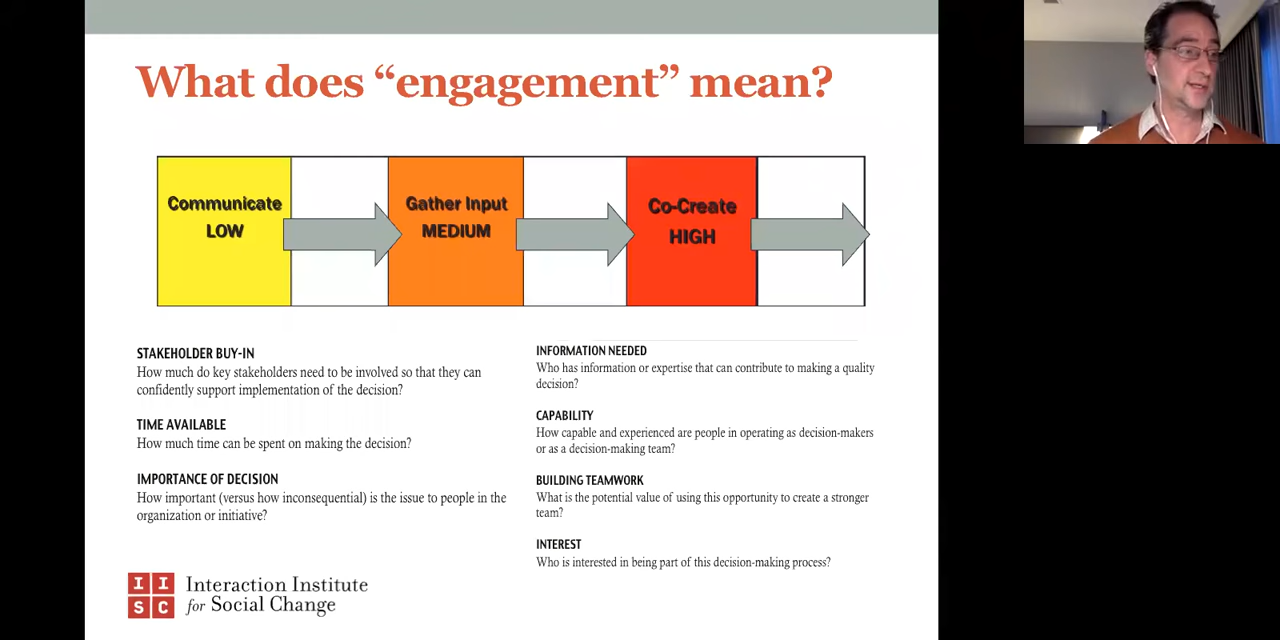 What does “engagement” mean?
Communicate
LOW
Gather Input
MEDIUM
Co-Create
HIGH
STAKEHOLDER BUY-IN
How much do key stakeholders need to be involved so that they can
confidently support implementation of the decision?
TIME AVAILABLE
How much time can be spent on making the decision?
IMPORTANCE OF DECISION
How important (versus how inconsequential) is the issue to people in the
organization or initiative?
INFORMATION NEEDED
Who has information or expertise that can contribute to making a quality
decision?
CAPABILITY
How capable and experienced are people in operating as decision-makers
or as a decision-making team?
BUILDING TEAMWORK
What is the potential value of using this opportunity to create a stronger
team?
INTEREST
Who is interested in being part of this decision-making process?
I I
S C
Interaction Institute
for Social Change